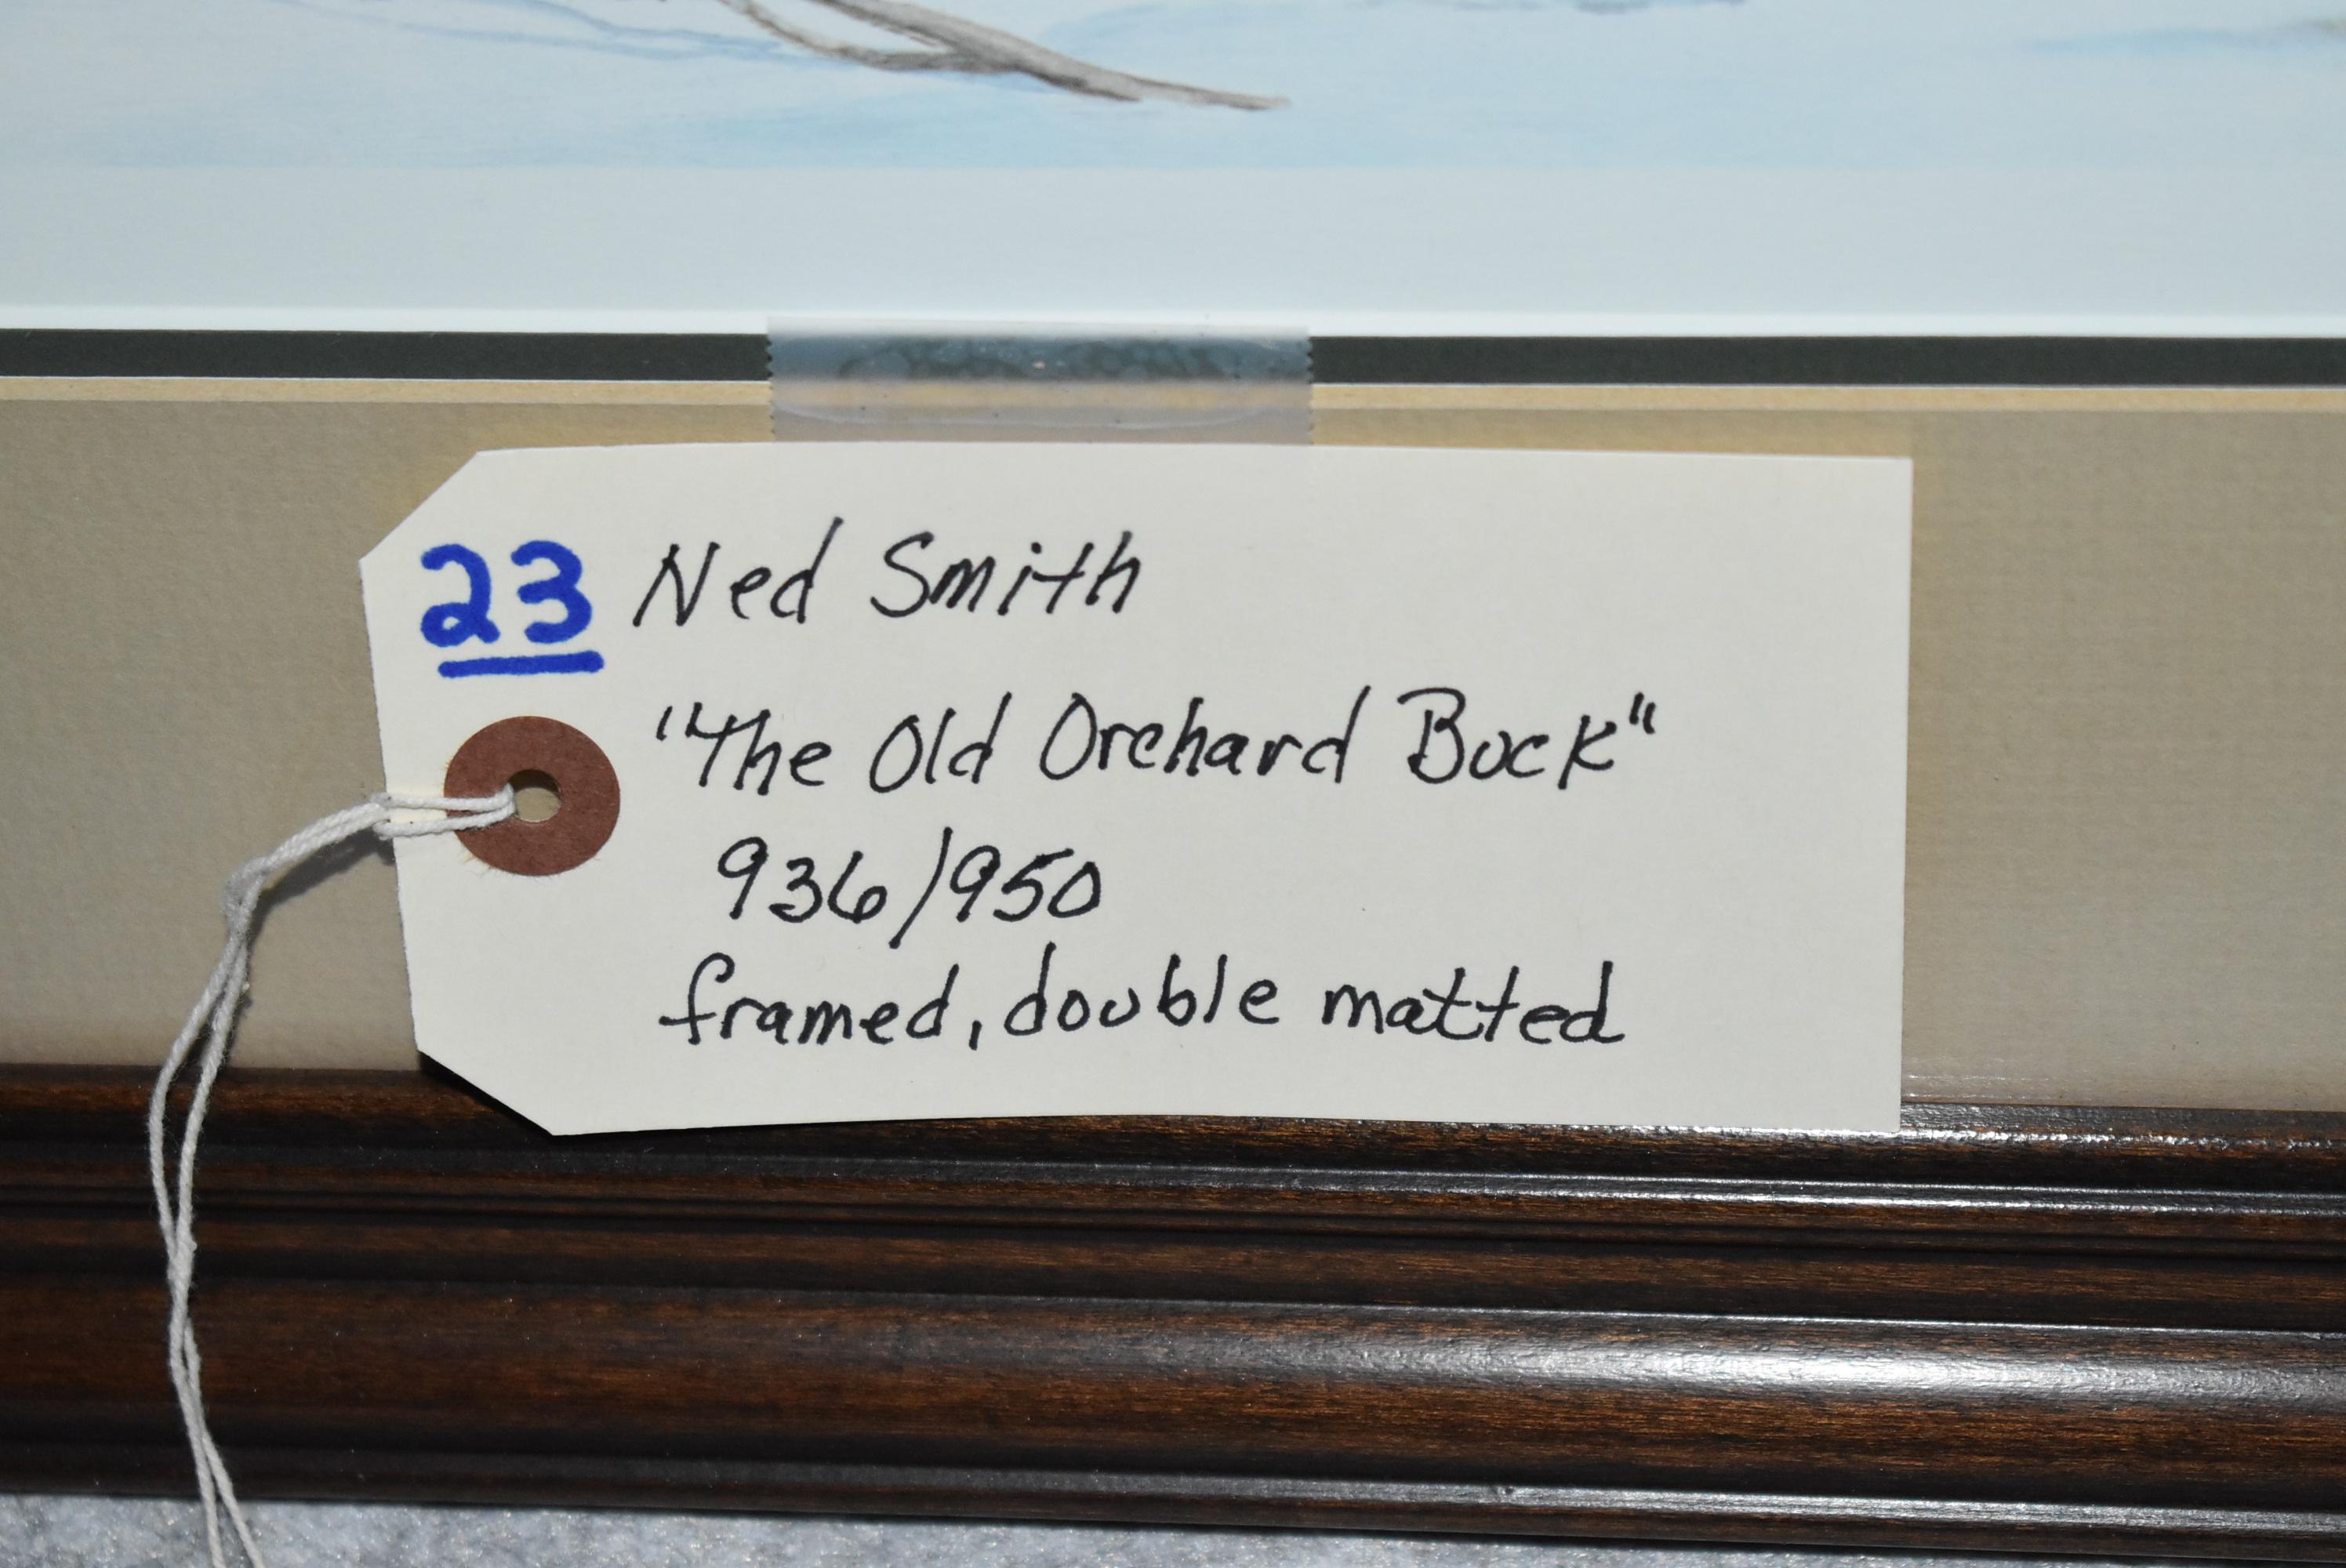 23 Ned Smith
"The Old Orchard Buck"
936/950
framed, double matted